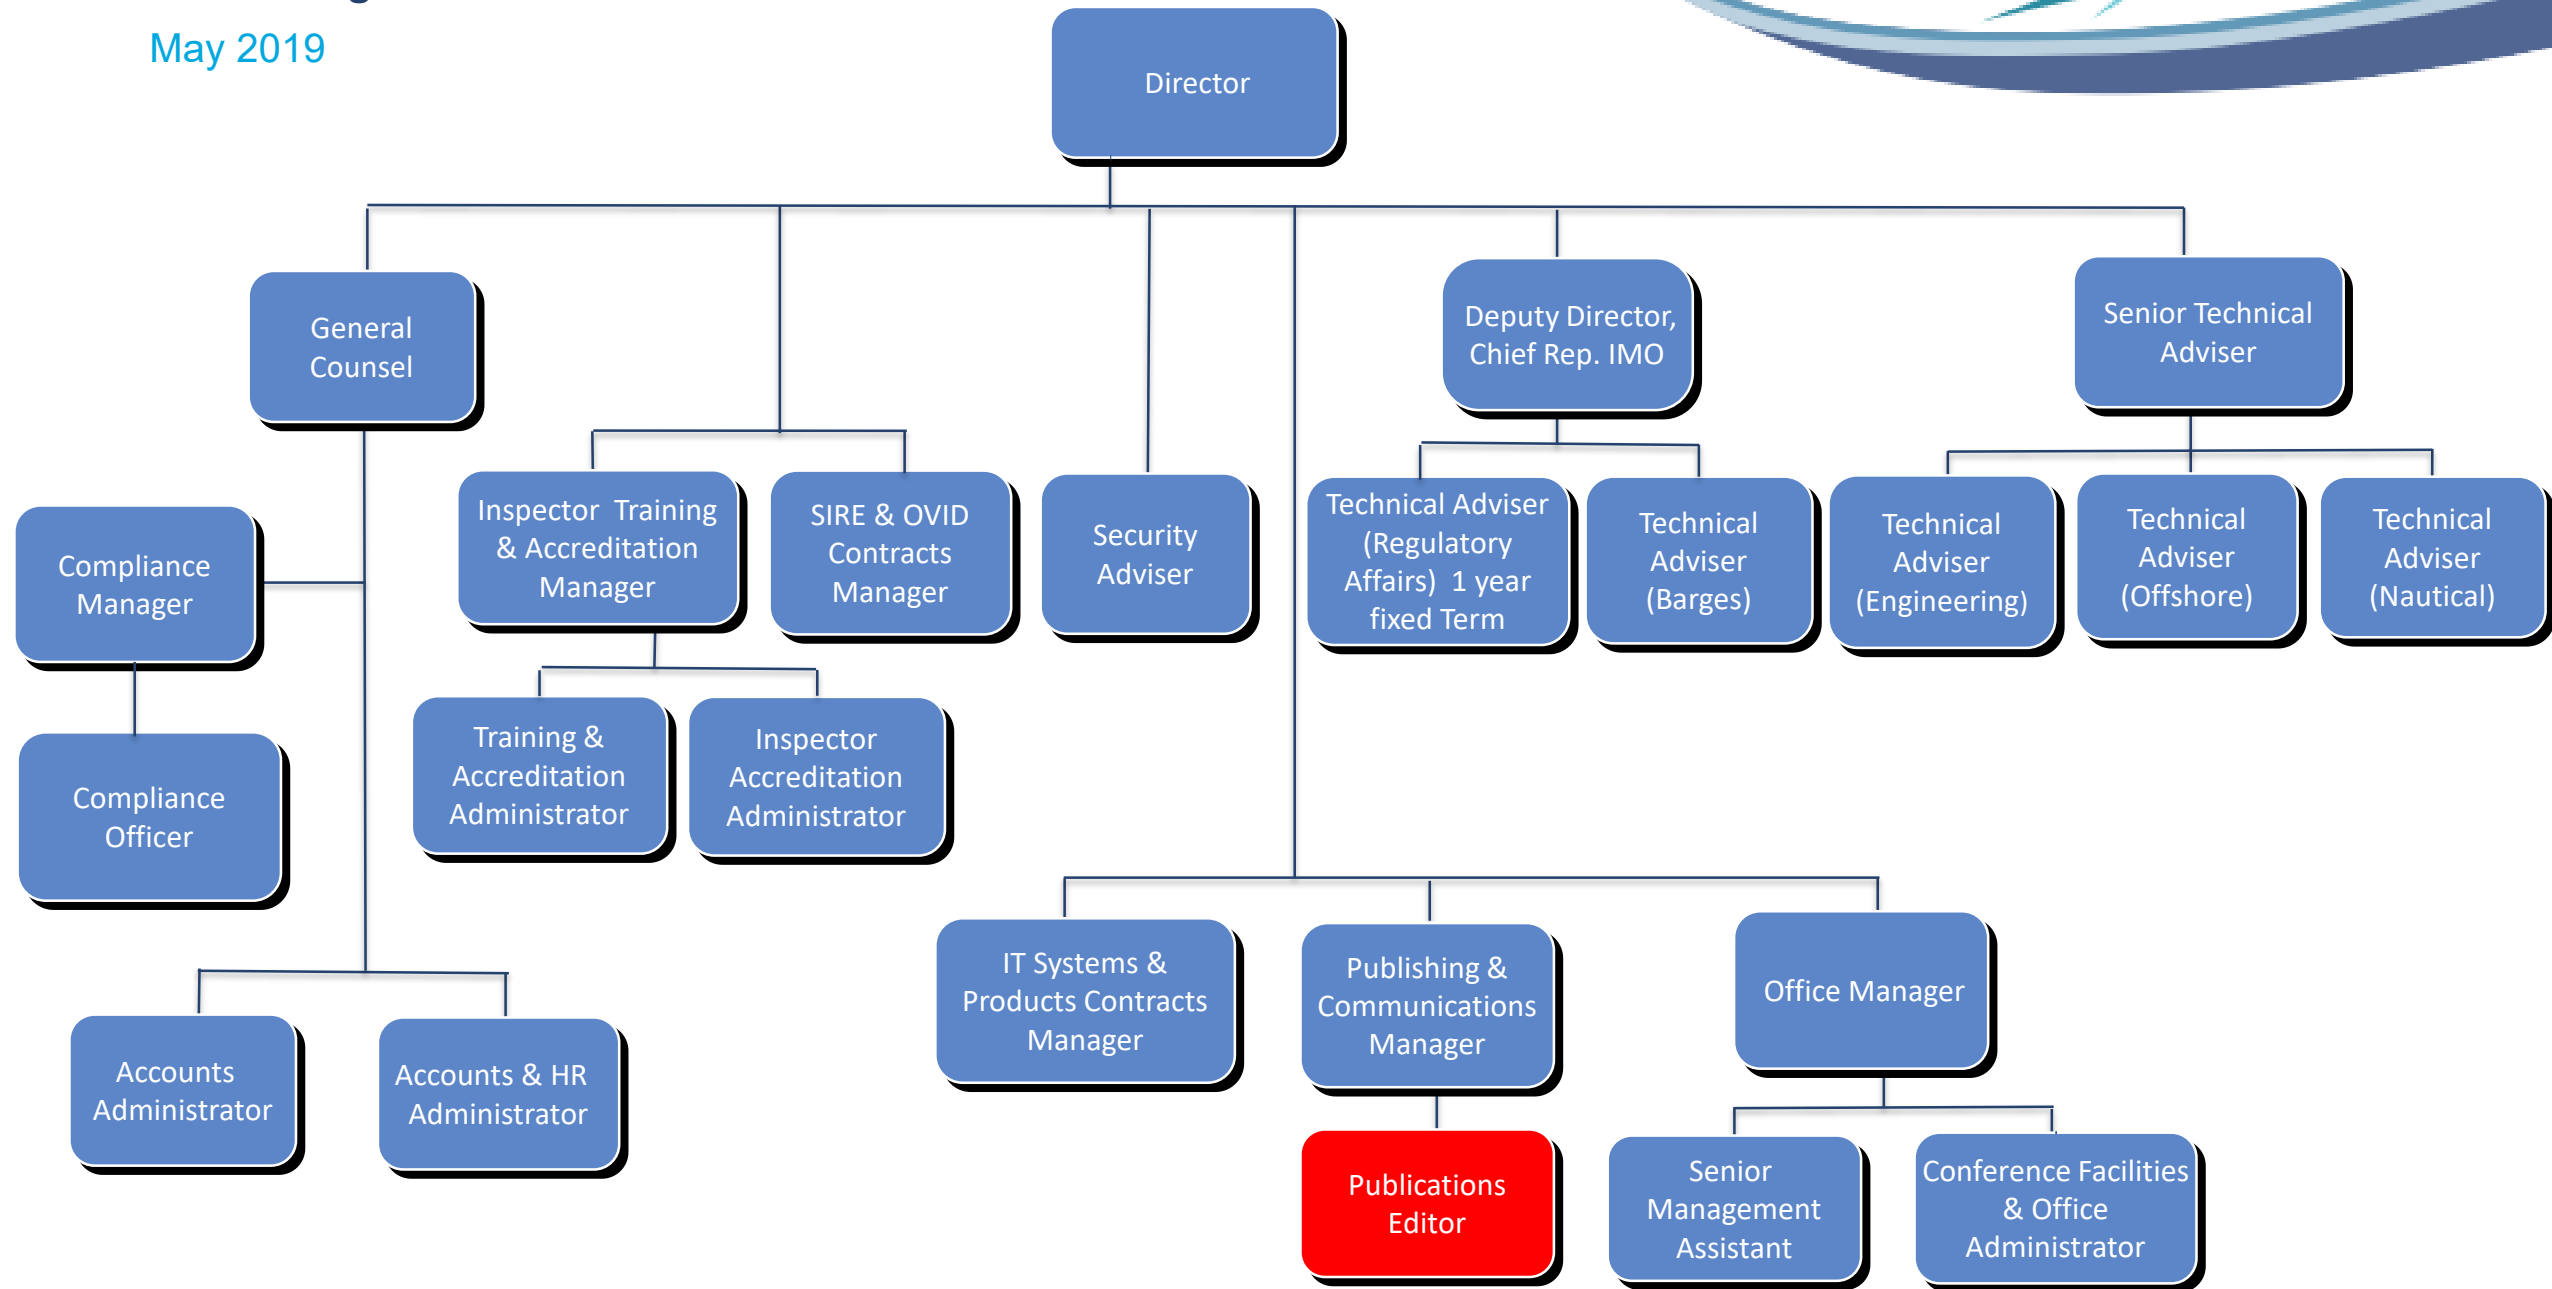 May 2019
Director
General
Counsel
Deputy Director,
Chief Rep. IMO
Senior Technical
Adviser
Compliance
Manager
Inspector Training
& Accreditation
Manager
SIRE & OVID
Contracts
Manager
Security
Adviser
Technical Adviser
(Regulatory
Affairs) 1 year
fixed Term
Technical
Adviser
(Barges)
Technical
Adviser
(Engineering)
Technical
Adviser
(Offshore)
Technical
Adviser
(Nautical)
Compliance
Officer
Training &
Accreditation
Administrator
Inspector
Accreditation
Administrator
IT Systems &
Products Contracts
Manager
Publishing &
Communications
Manager
Office Manager
Accounts
Administrator
Accounts & HR
Administrator
Publications
Editor
Senior
Management
Assistant
Conference Facilities
& Office
Administrator